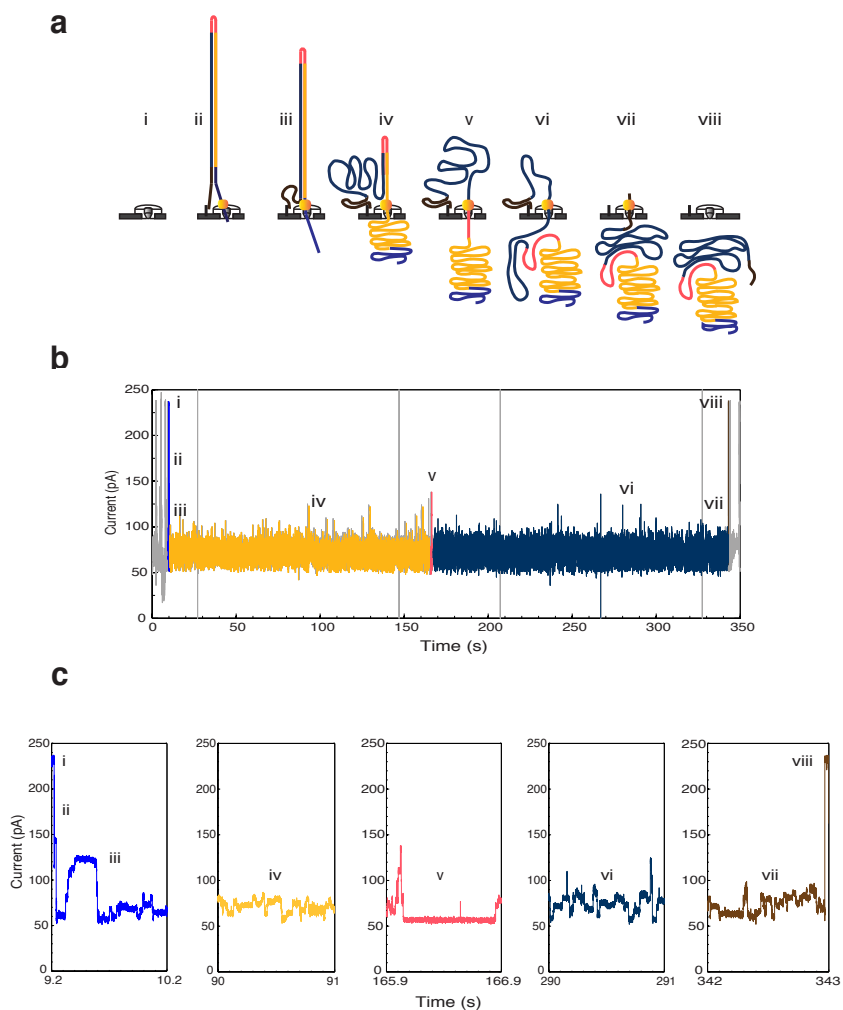 a
i ii iii iv v vi vii viii
b
Current (pA)
250
200
150
100
50
0
i
ii
iii
iv
v
vi
vii
viii
0 50 100 150 200 250 300 350
Time (s)
c
Current (pA)
250
200
150
100
50
0
i
ii
iii
9.2 10.2
250
200
150
100
50
0
iv
90 91
250
200
150
100
50
0
v
165.9 166.9
250
200
150
100
50
0
vi
290 291
250
200
150
100
50
0
viii
vii
342 343
Time (s)